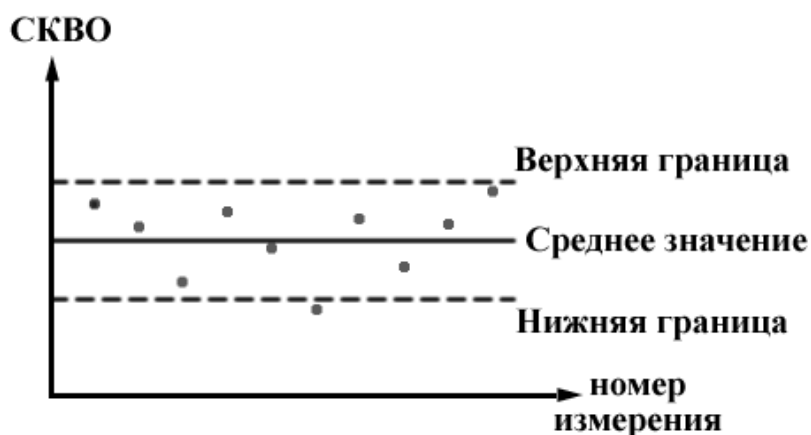 СКВО
Верхняя граница
Среднее значение
Нижняя граница
номер
измерения